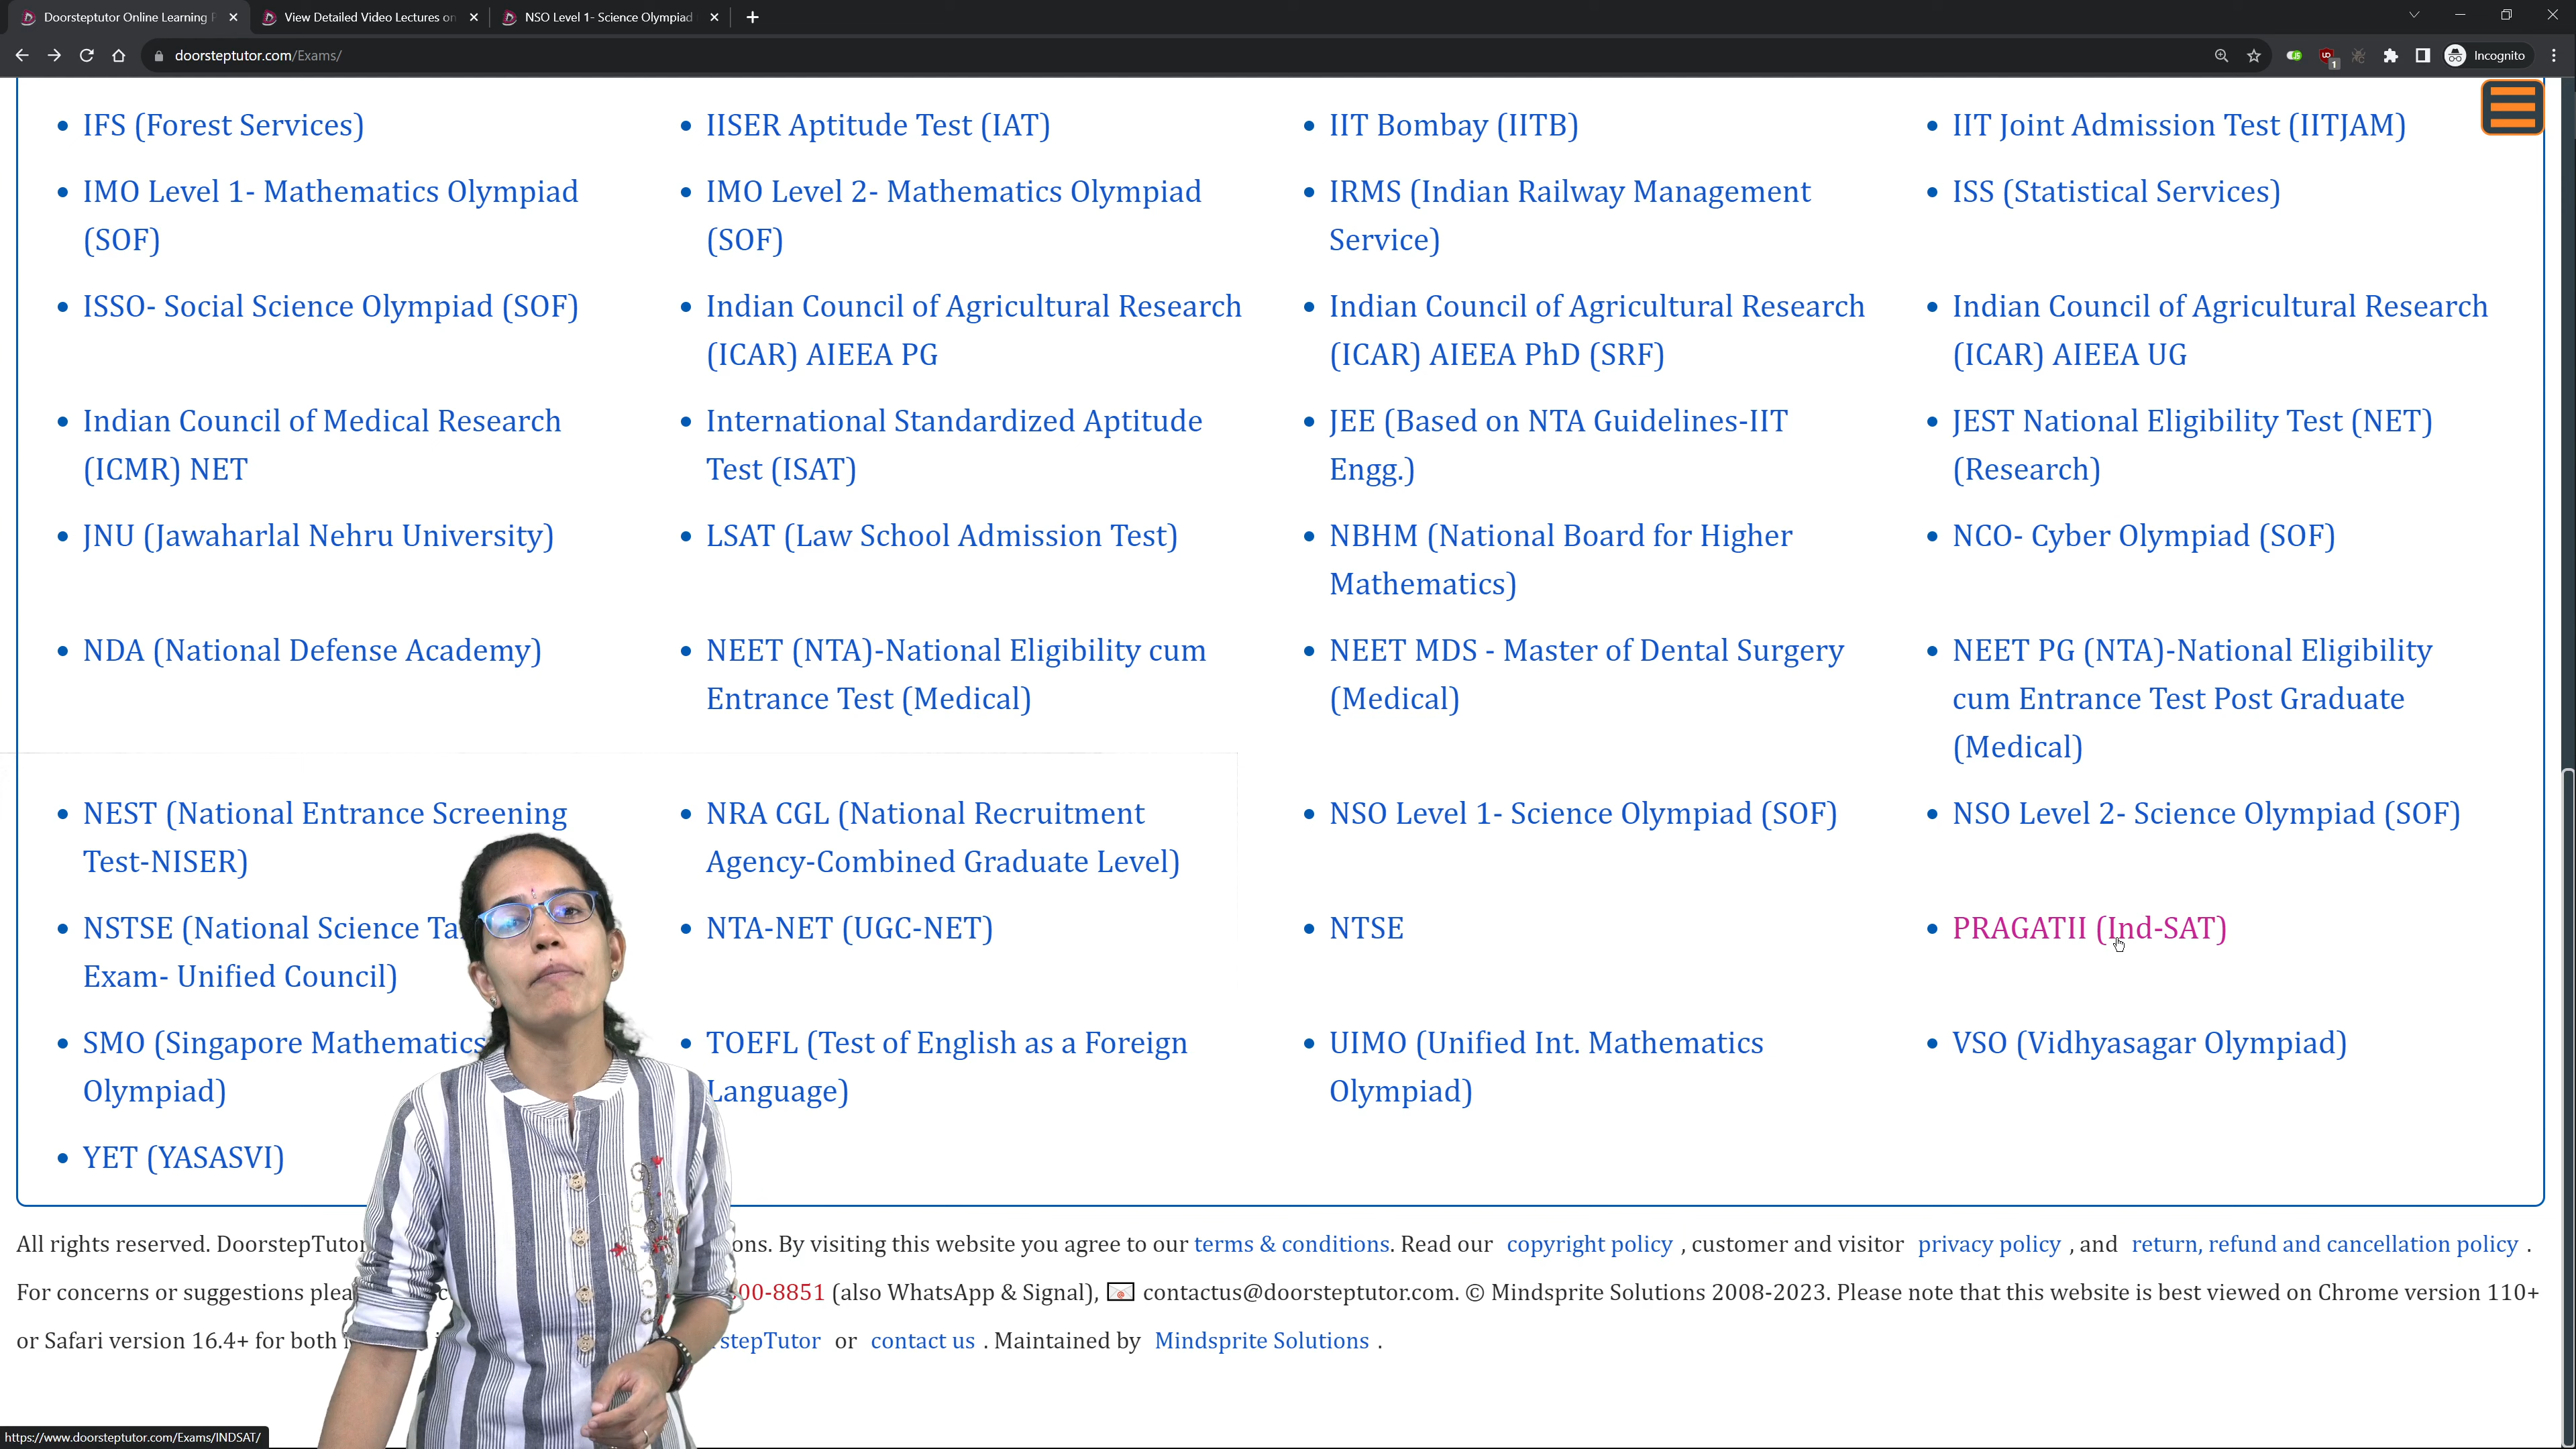 Doorsteptutor Online Learning P
View Detailed Video Lectures on
NSO Level 1- Science Olympiad
doorsteptutor.com/Exams/
1
Incognito
IFS (Forest Services)
IISER Aptitude Test (IAT)
IIT Bombay (IITB)
IIT Joint Admission Test (IITJAM)
IMO Level 1- Mathematics Olympiad
(SOF)
IMO Level 2- Mathematics Olympiad
(SOF)
IRMS (Indian Railway Management
Service)
ISS (Statistical Services)
ISSO- Social Science Olympiad (SOF)
Indian Council of Agricultural Research
(ICAR) AIEEA PG
Indian Council of Agricultural Research
(ICAR) AIEEA PhD (SRF)
Indian Council of Agricultural Research
(ICAR) AIEEA UG
Indian Council of Medical Research
(ICMR) NET
International Standardized Aptitude
Test (ISAT)
JEE (Based on NTA Guidelines-IIT
Engg.)
JEST National Eligibility Test (NET)
(Research)
JNU (Jawaharlal Nehru University)
LSAT (Law School Admission Test)
NBHM (National Board for Higher
Mathematics)
NCO- Cyber Olympiad (SOF)
NDA (National Defense Academy)
NEET (NTA)-National Eligibility cum
Entrance Test (Medical)
NEET MDS - Master of Dental Surgery
(Medical)
NEET PG (NTA)-National Eligibility
cum Entrance Test Post Graduate
(Medical)
NEST (National Entrance Screening
Test-NISER)
NRA CGL (National Recruitment
Agency-Combined Graduate Level)
NSO Level 1- Science Olympiad (SOF)
NSO Level 2- Science Olympiad (SOF)
NSTSE (National Science Ta
Exam- Unified Council)
NTA-NET (UGC-NET)
NTSE
PRAGATII (Ind-SAT)
SMO (Singapore Mathematics
Olympiad)
TOEFL (Test of English as a Foreign
Language)
UIMO (Unified Int. Mathematics
Olympiad)
VSO (Vidhyasagar Olympiad)
YET (YASASVI)
All rights reserved. DoorstepTutor ons. By visiting this website you agree to our terms & conditions. Read our copyright policy , customer and visitor privacy policy , and return, refund and cancellation policy .
For concerns or suggestions plea 00-8851 (also WhatsApp & Signal), contactus@doorsteptutor.com. © Mindsprite Solutions 2008-2023. Please note that this website is best viewed on Chrome version 110+
or Safari version 16.4+ for both stepTutor or contact us . Maintained by Mindsprite Solutions .
https://www.doorsteptutor.com/Exams/INDSAT/